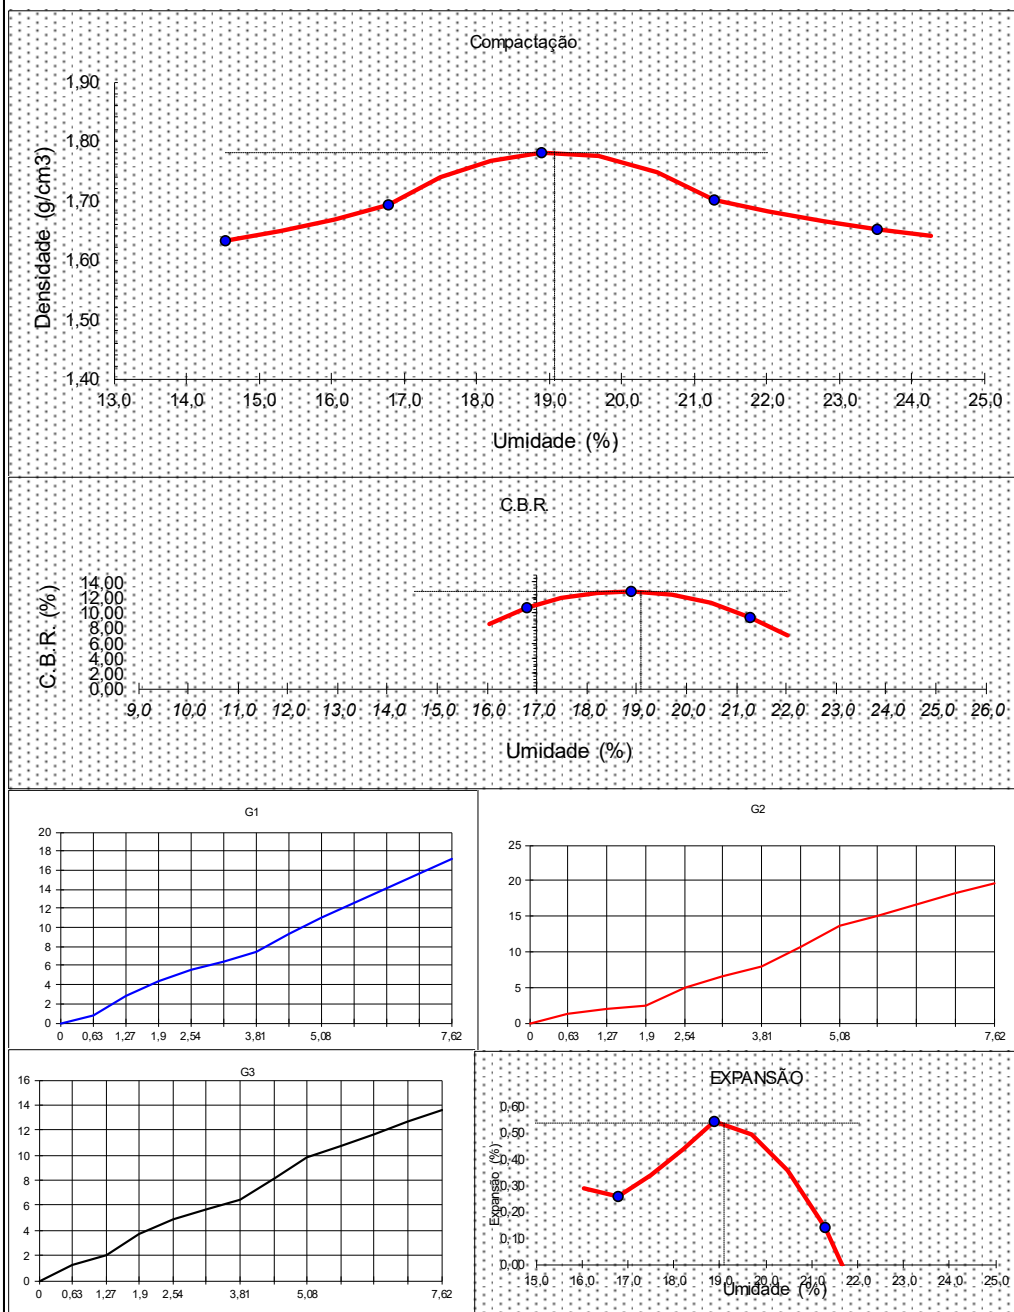 Compactação
1,90
1,80
1,70
1,60
1,50
1,40
Densidade (g/cm3)
13,0 14,0 15,0 16,0 17,0 18,0 19,0 20,0 21,0 22,0 23,0 24,0 25,0
Umidade (%)
C.B.R.
14,00
12,00
10,00
8,00
6,00
4,00
2,00
0,00
C.B.R. (%)
9,0 10,0 11,0 12,0 13,0 14,0 15,0 16,0 17,0 18,0 19,0 20,0 21,0 22,0 23,0 24,0 25,0 26,0
Umidade (%)
G1
20
18
16
14
12
10
8
6
4
2
0
0 0,63 1,27 1,9 2,54 3,81 5,08 7,62
G2
25
20
15
10
5
0
0 0,63 1,27 1,9 2,54 3,81 5,08 7,62
G3
16
14
12
10
8
6
4
2
0
0 0,63 1,27 1,9 2,54 3,81 5,08 7,62
EXPANSÃO
0,60
0,50
0,40
0,30
0,20
0,10
0,00
Expansão (%)
15,0 16,0 17,0 18,0 19,0 20,0 21,0 22,0 23,0 24,0 25,0
Umidade (%)